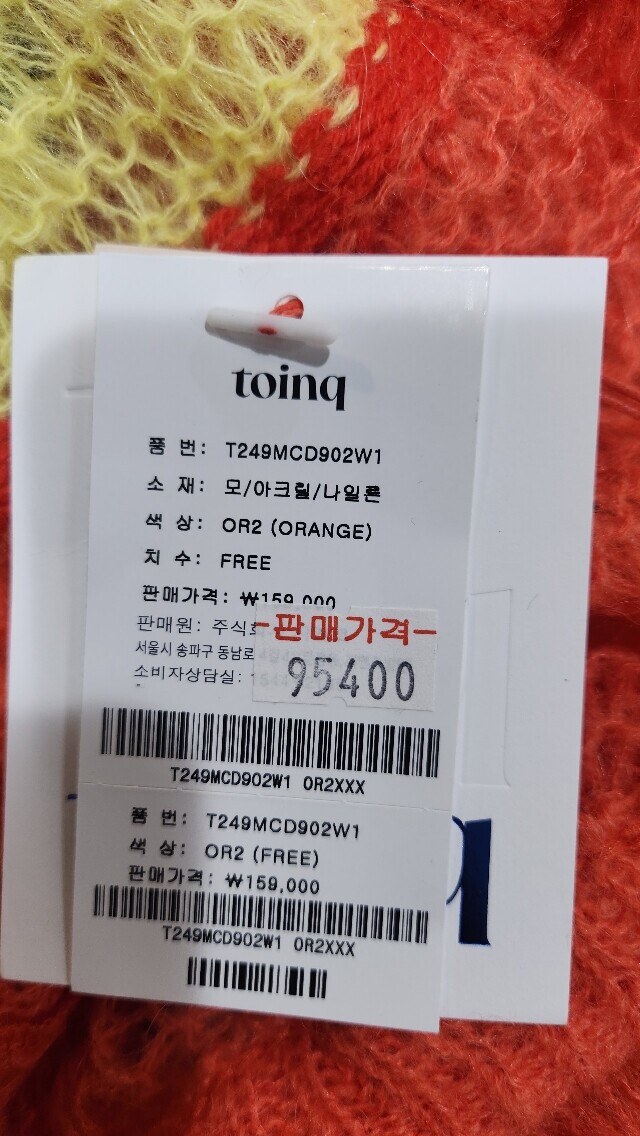 toinq
품 번: T249MCD902W1
소 재: 모/아크릴/나일론
색 상: OR2 (ORANGE)
치 수: FREE
판매가격: ₩159,000
판매원: 주식회
서울시 송파구 동남로
소비자상담실:
-판매가격-
95400
T249MCD902W1 OR2XXX
품 번: T249MCD902W1
색 상: OR2 (FREE)
판매가격: ₩159,000
T249MCD902W1 OR2XXX
q